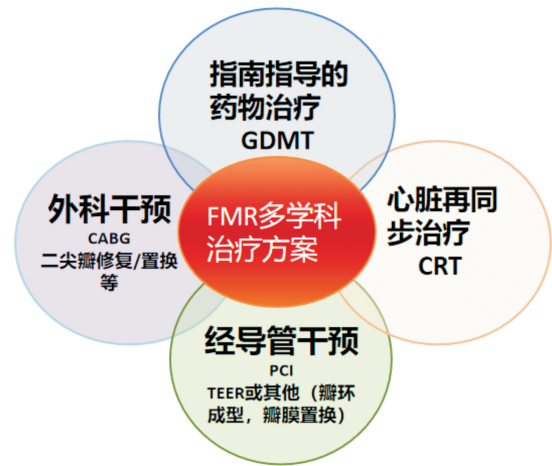 指南指导的
药物治疗
GDMT
外科干预
CABG
二尖瓣修复/置换
等
FMR多学科
治疗方案
心脏再同
步治疗
CRT
经导管干预
PCI
TEER或其他（瓣环
成型，瓣膜置换）